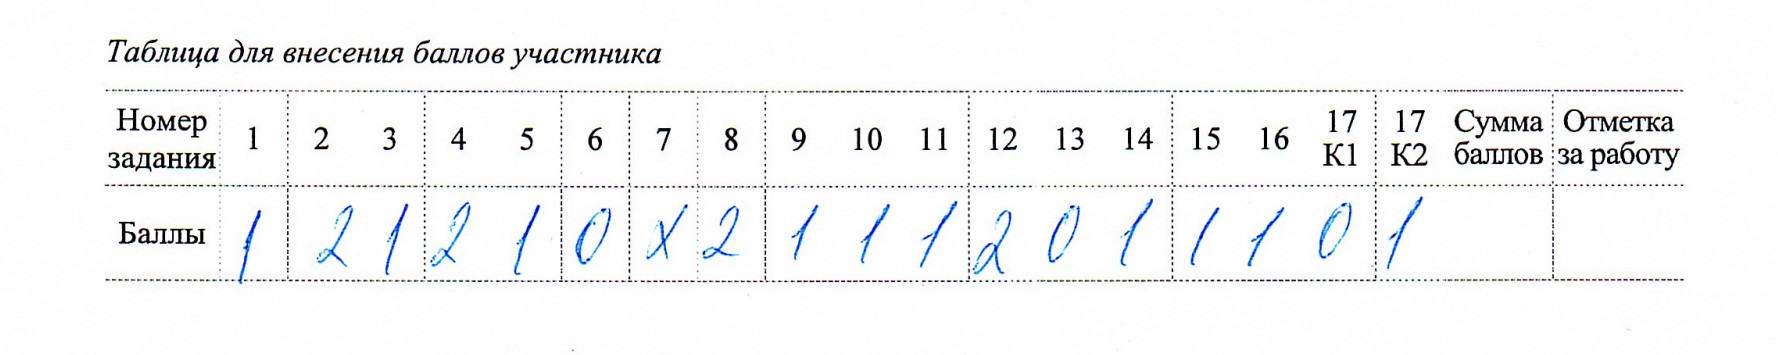 Таблица для внесения баллов участника
Номер задания 1 2 3 4 5 6 7 8 9 10 11 12 13 14 15 16 17 К1 17 К2 Сумма баллов Отметка за работу
Баллы 1 2 1 2 1 0 X 2 1 1 1 2 0 1 1 1 0 1